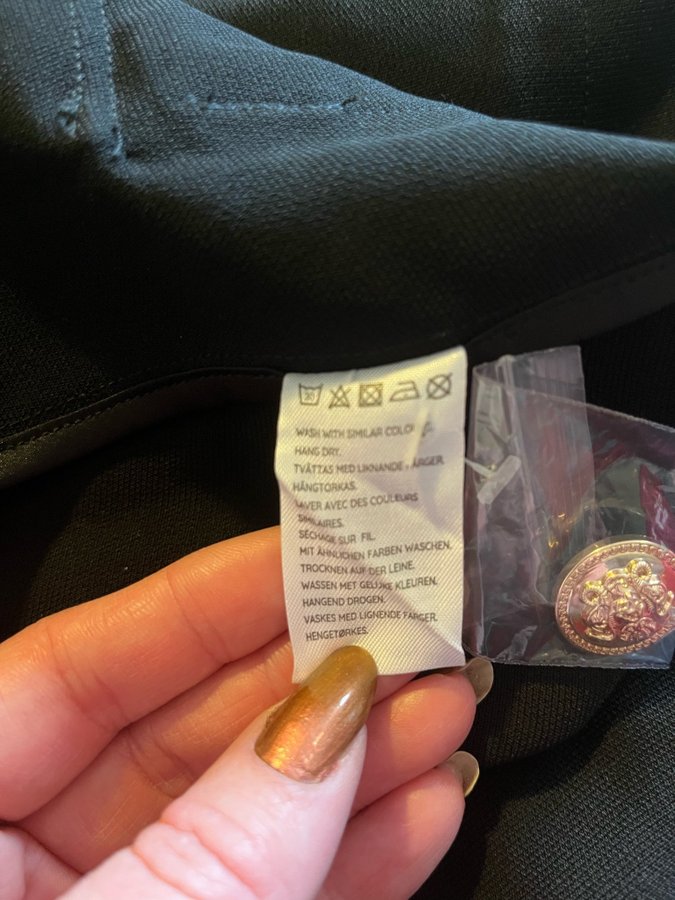 30
WASH WITH SIMILAR COLO
HANG DRY.
TVÄTTAS MED LIKNANDE FÄRGER.
HÄNGTORKAS.
LAVER AVEC DES COULEURS
SIMILAIRES.
SÉCHAGE SUR FIL.
MIT ÄHNLICHEN FARBEN WASCHEN.
TROCKNEN AUF DER LEINE.
WASSEN MET GELIJKE KLEUREN.
HANGEND DROGEN.
VASKES MED LIGNENDE FARGER.
HENGETØRKES.